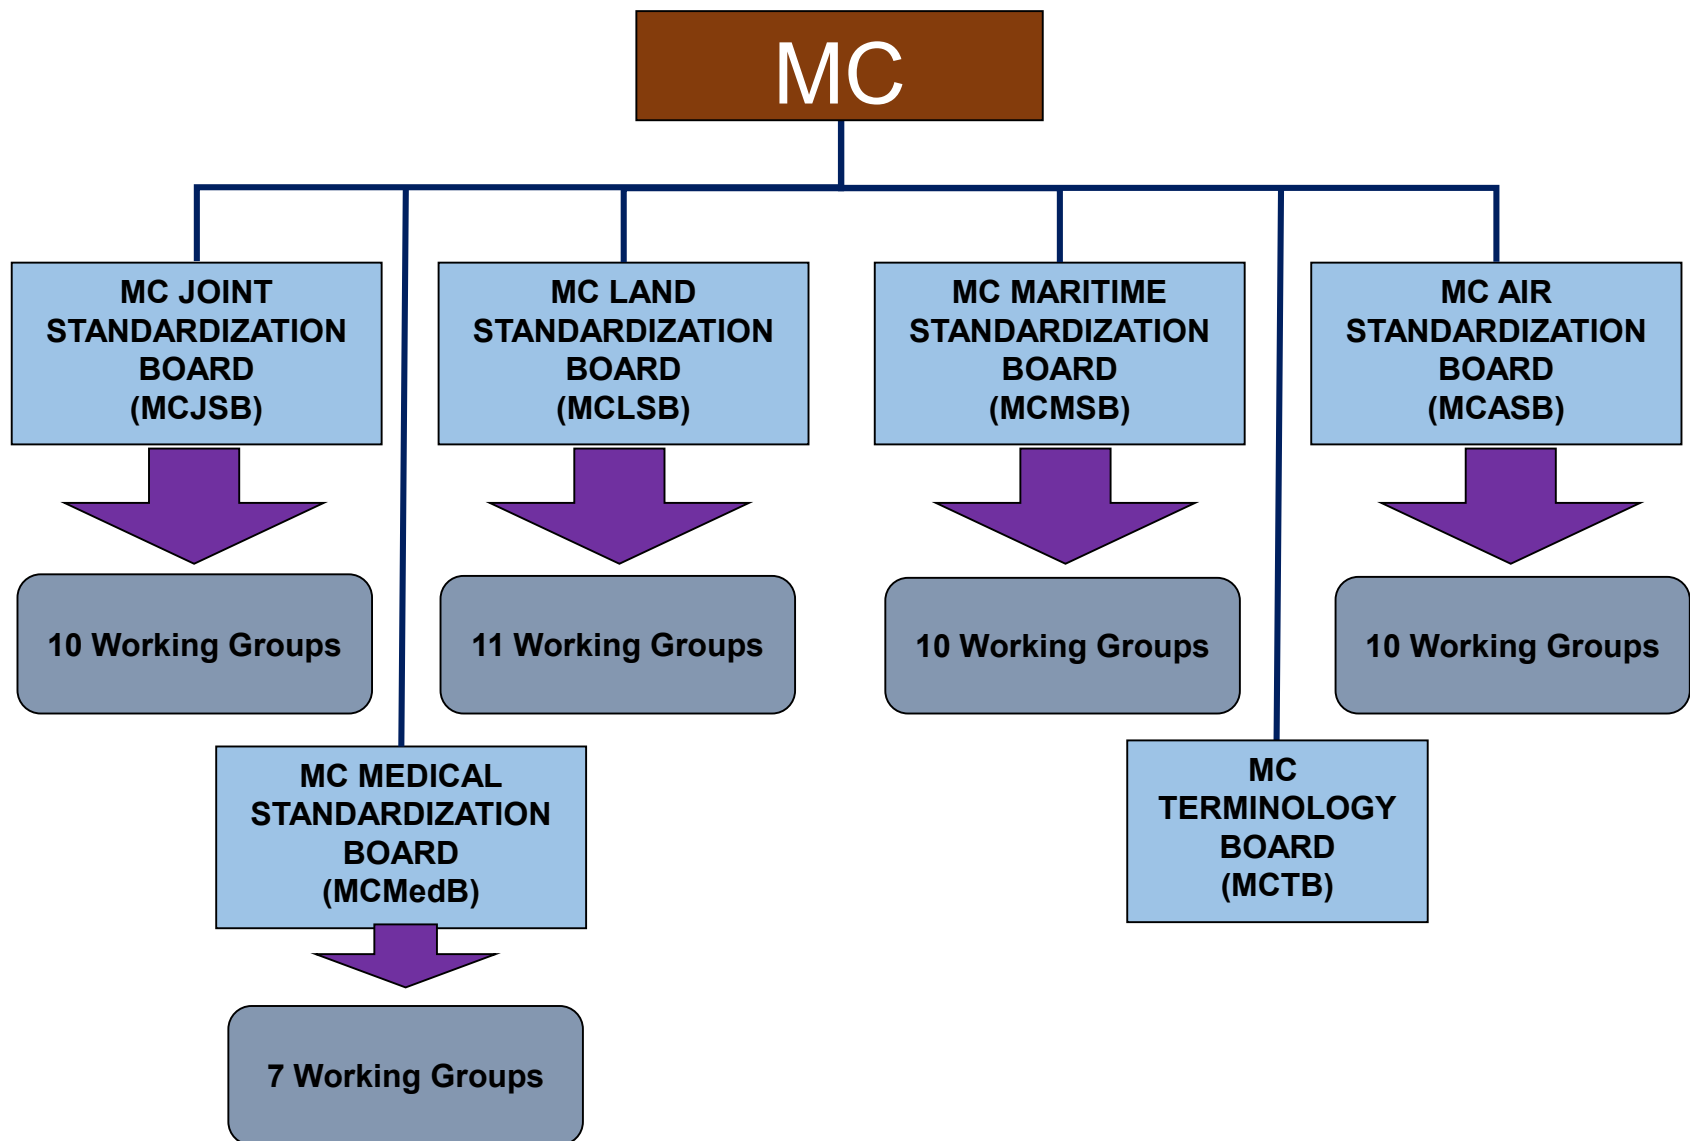 MC
MC JOINT
STANDARDIZATION
BOARD
(MCJSB)
MC LAND
STANDARDIZATION
BOARD
(MCLSB)
MC MARITIME
STANDARDIZATION
BOARD
(MCMSB)
MC AIR
STANDARDIZATION
BOARD
(MCASB)
10 Working Groups
11 Working Groups
10 Working Groups
10 Working Groups
MC MEDICAL
STANDARDIZATION
BOARD
(MCMedB)
MC
TERMINOLOGY
BOARD
(MCTB)
7 Working Groups